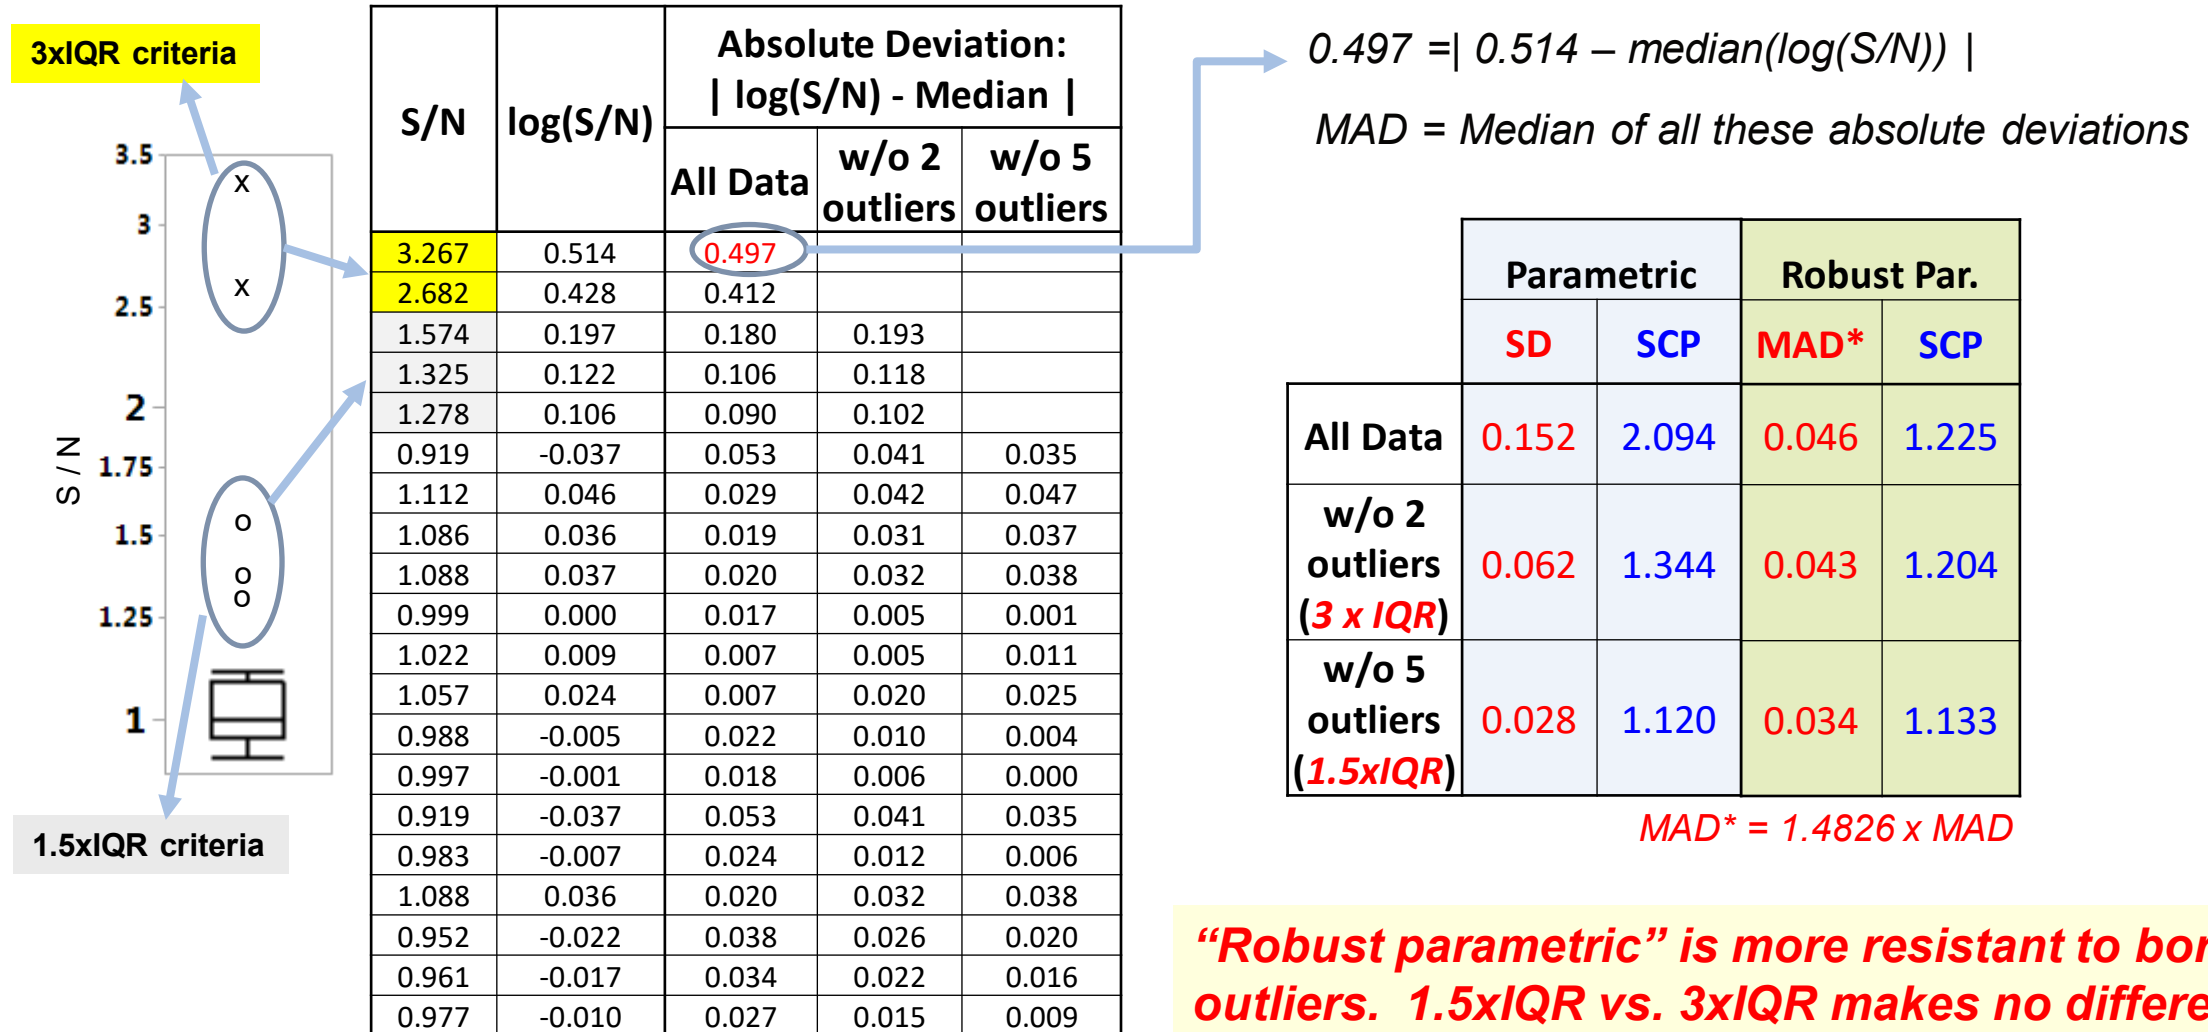 3xIQR criteria
3.5
3
2.5
2
1.75
1.5
1.25
1
S / N
x
x
o
o
o
1.5xIQR criteria
S/N log(S/N) Absolute Deviation:
| log(S/N) - Median |
All Data w/o 2 outliers w/o 5 outliers
3.267 0.514 0.497
2.682 0.428 0.412
1.574 0.197 0.180 0.193
1.325 0.122 0.106 0.118
1.278 0.106 0.090 0.102
0.919 -0.037 0.053 0.041 0.035
1.112 0.046 0.029 0.042 0.047
1.086 0.036 0.019 0.031 0.037
1.088 0.037 0.020 0.032 0.038
0.999 0.000 0.017 0.005 0.001
1.022 0.009 0.007 0.005 0.011
1.057 0.024 0.007 0.020 0.025
0.988 -0.005 0.022 0.010 0.004
0.997 -0.001 0.018 0.006 0.000
0.919 -0.037 0.053 0.041 0.035
0.983 -0.007 0.024 0.012 0.006
1.088 0.036 0.020 0.032 0.038
0.952 -0.022 0.038 0.026 0.020
0.961 -0.017 0.034 0.022 0.016
0.977 -0.010 0.027 0.015 0.009
0.497 =| 0.514 – median(log(S/N)) |
MAD = Median of all these absolute deviations
Parametric Robust Par.
SD SCP MAD* SCP
All Data 0.152 2.094 0.046 1.225
w/o 2
outliers 0.062 1.344 0.043 1.204
(3 x IQR)
w/o 5
outliers 0.028 1.120 0.034 1.133
(1.5xIQR)
MAD* = 1.4826 x MAD
“Robust parametric” is more resistant to
outliers. 1.5xIQR vs. 3xIQR makes no